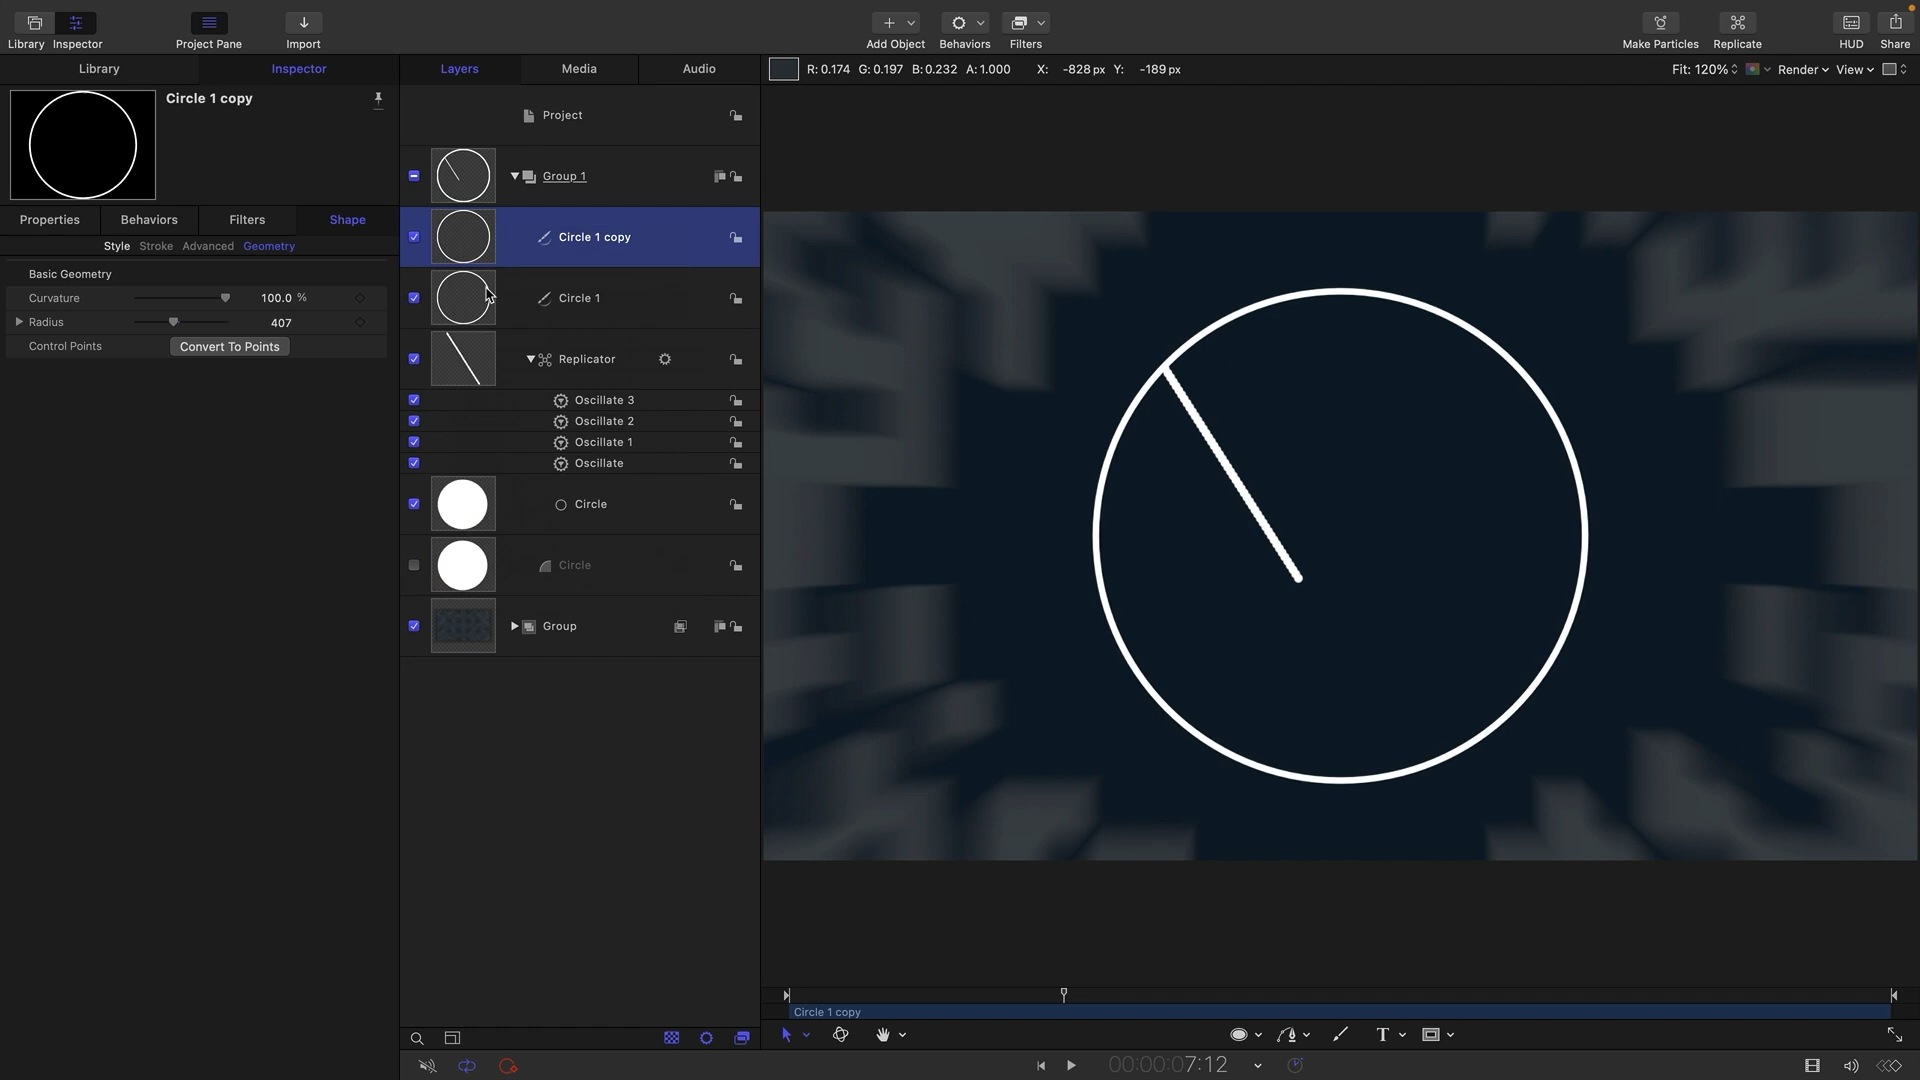 Library Inspector Project Pane Import Add Object Behaviors Filters Make Particles Replicate HUD Share
Library Inspector Layers Media Audio R: 0.174 G: 0.197 B: 0.232 A: 1.000 X: -828 px Y: -189 px Fit: 120% Render View
Circle 1 copy
Project
Group 1
Properties Behaviors Filters Shape
Style Stroke Advanced Geometry
Circle 1 copy
Basic Geometry
Curvature 100.0 %
Circle 1
Radius 407
Control Points Convert To Points
Replicator
Oscillate 3
Oscillate 2
Oscillate 1
Oscillate
Circle
Circle
Group
Circle 1 copy
T
00:00:07:12